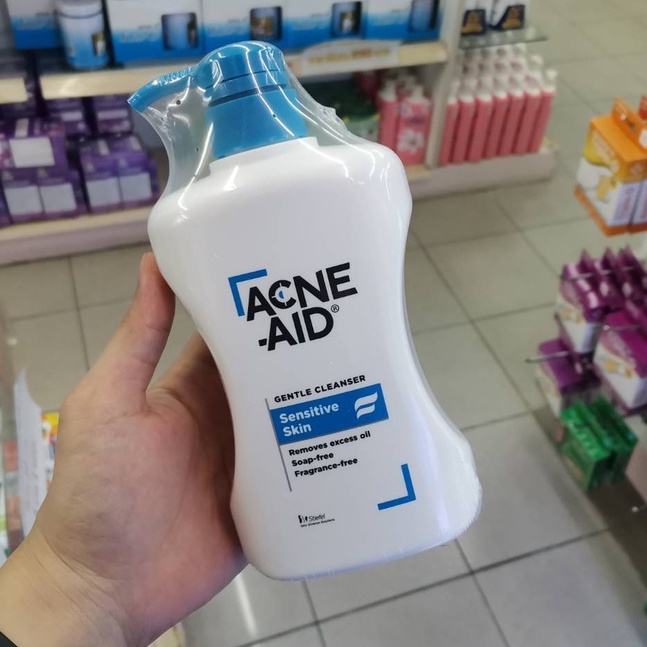 ACNE
-AID®
GENTLE CLEANSER
Sensitive
Skin
Removes excess oil
Soap-free
Fragrance-free
Stiefel